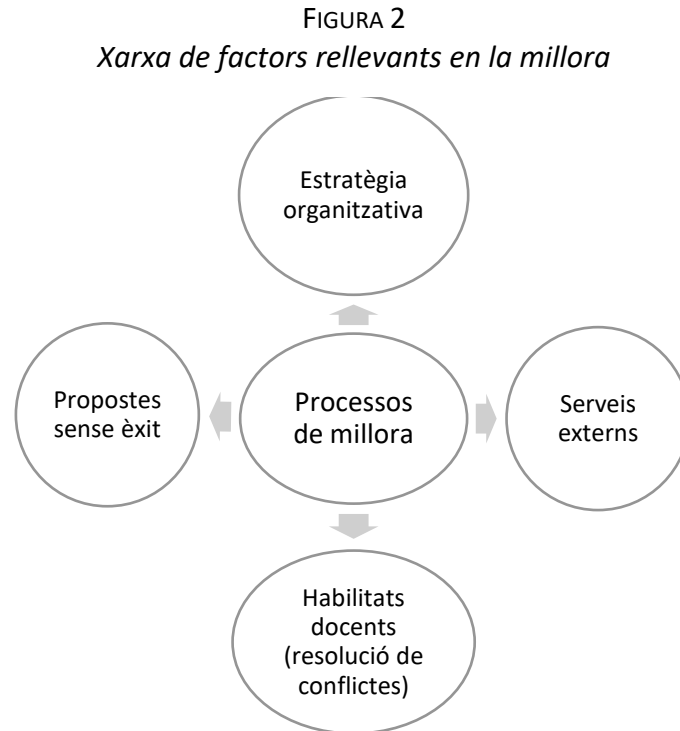 FIGURA 2
Xarxa de factors rellevants en la millora
Estratègia
organitzativa
Propostes
sense èxit
Processos
de millora
Serveis
externs
Habilitats
docents
(resolució de
conflictes)